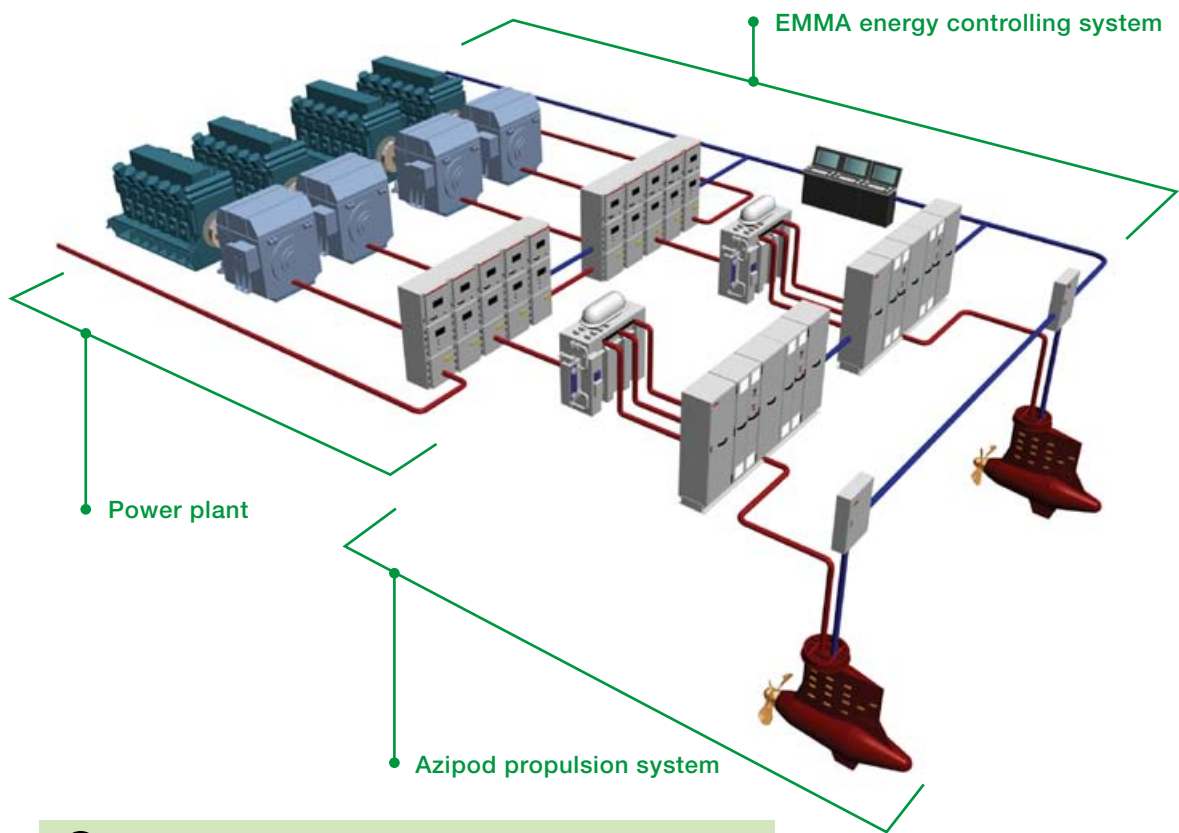 EMMA energy controlling system
Power plant
Azipod propulsion system